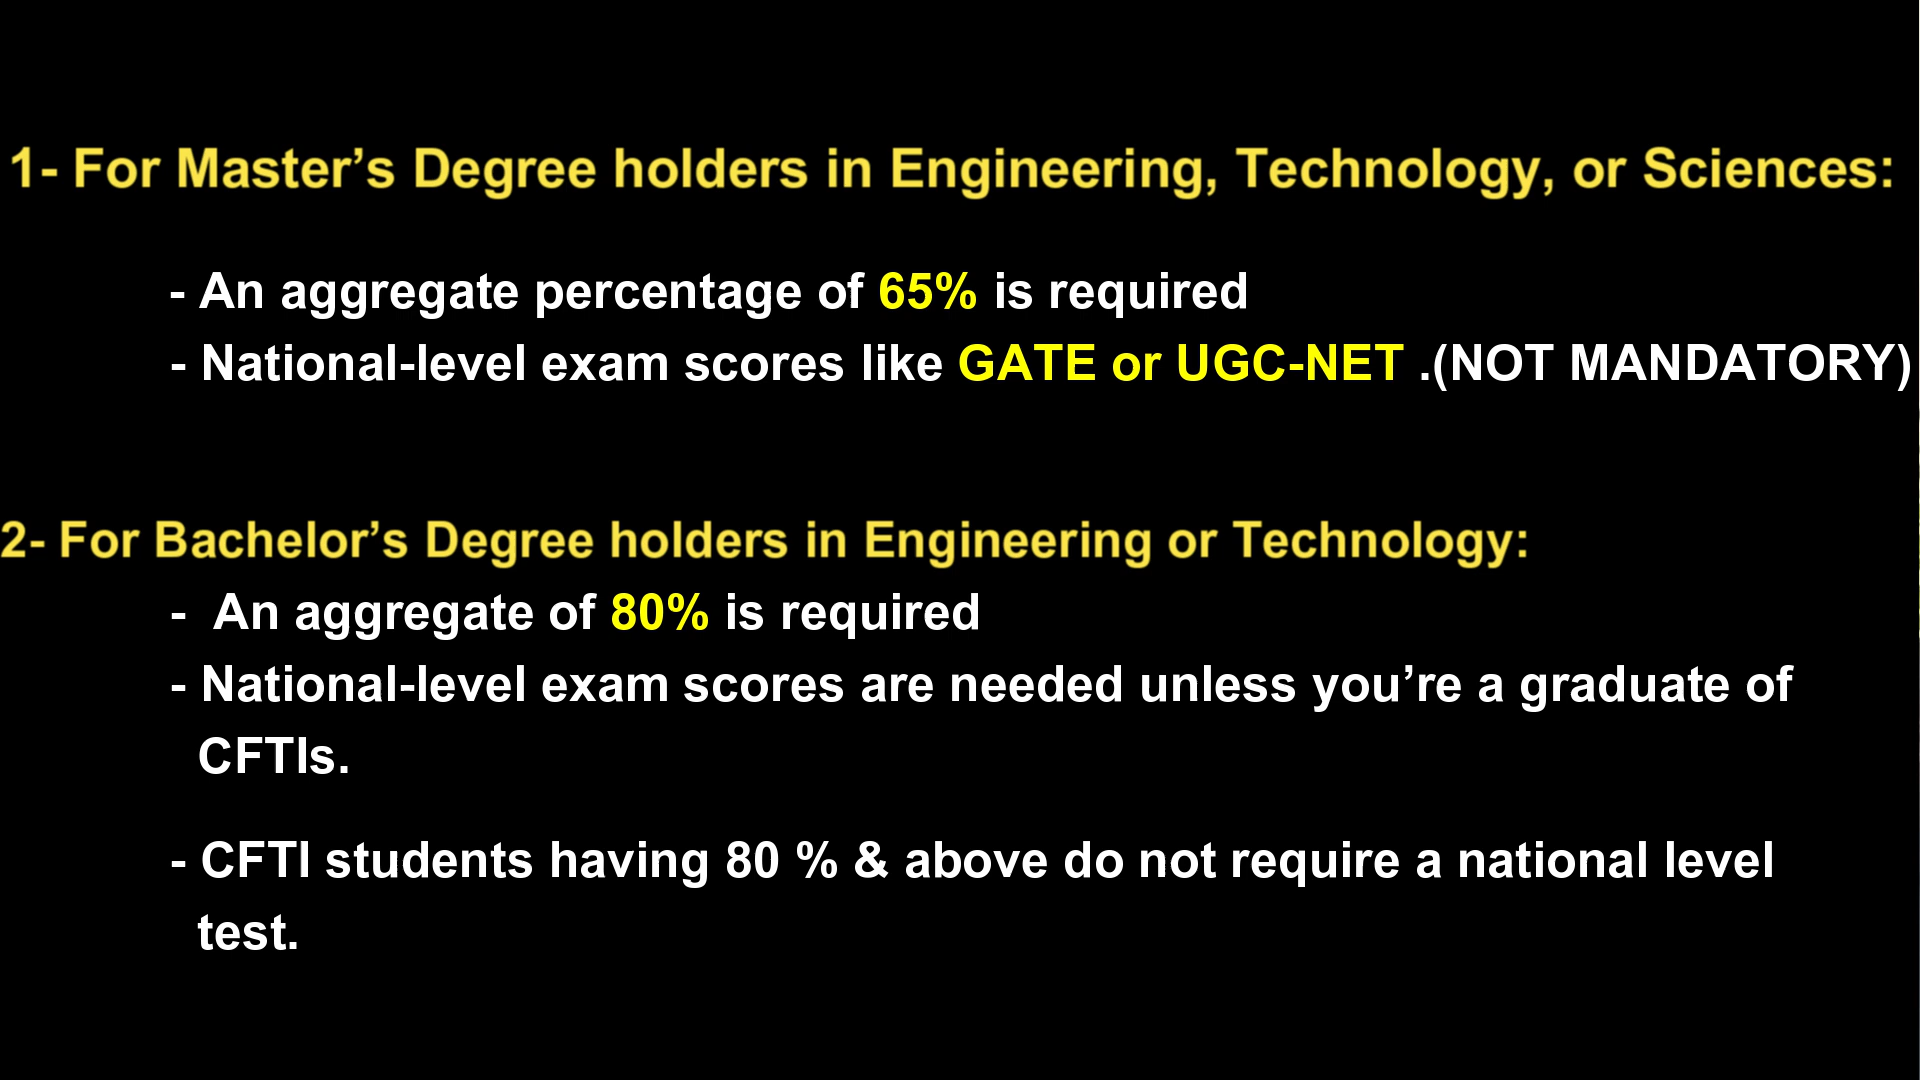 1- For Master’s Degree holders in Engineering, Technology, or Sciences:
- An aggregate percentage of 65% is required
- National-level exam scores like GATE or UGC-NET .(NOT MANDATORY)
2- For Bachelor’s Degree holders in Engineering or Technology:
- An aggregate of 80% is required
- National-level exam scores are needed unless you’re a graduate of
CFTIs.
- CFTI students having 80 % & above do not require a national level
test.